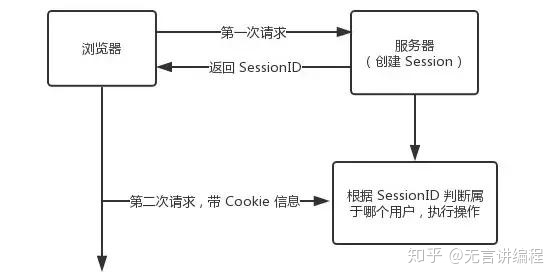 浏览器
第一次请求
服务器
（创建 Session）
返回 SessionID
第二次请求，带 Cookie 信息
根据 SessionID 判断属
于哪个用户，执行操作
知乎 @无言讲编程